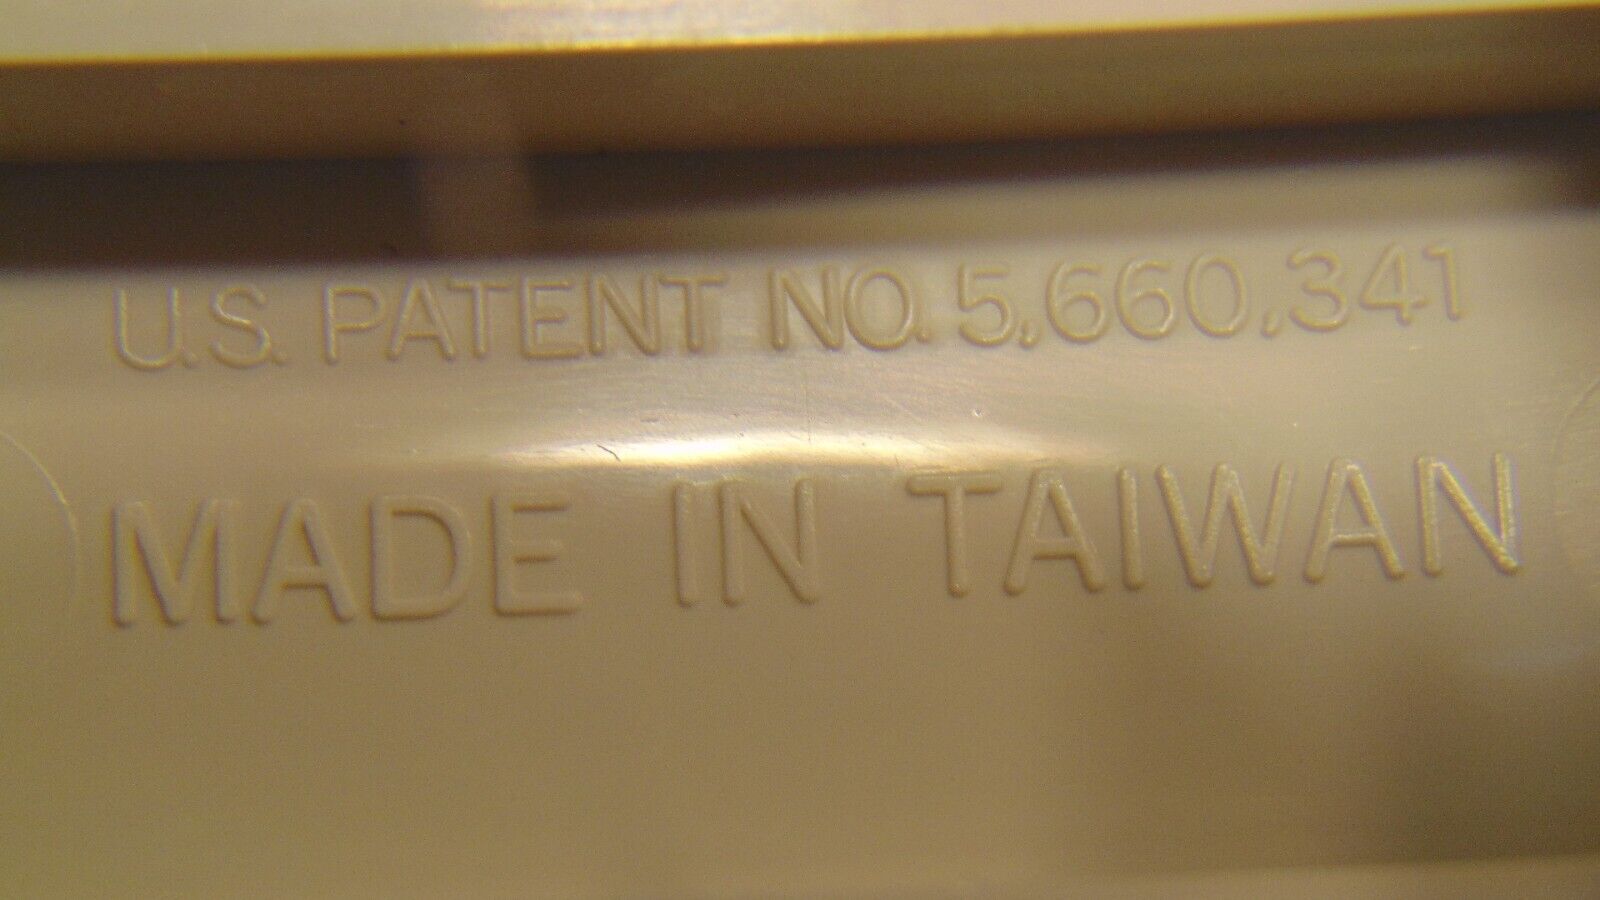 U.S. PATENT NO. 5,660,341
MADE IN TAIWAN